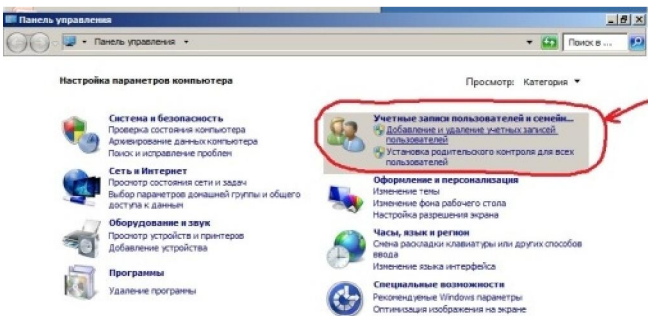 Панель управления
Панель управления
Поиск в ...
Настройка параметров компьютера
Просмотр: Категория
Система и безопасность
Проверка состояния компьютера
Архивирование данных компьютера
Поиск и исправление проблем
Сеть и Интернет
Просмотр состояния сети и задач
Выбор параметров домашней группы и общего
доступа к данным
Оборудование и звук
Просмотр устройств и принтеров
Добавление устройства
Программы
Удаление программы
Учетные записи пользователей и семейн...
Добавление и удаление учетных записей
пользователей
Установка родительского контроля для всех
пользователей
Оформление и персонализация
Изменение темы
Изменение фона рабочего стола
Настройка разрешения экрана
Часы, язык и регион
Смена раскладки клавиатуры или других способов
ввода
Изменение языка интерфейса
Специальные возможности
Рекомендуемые Windows параметры
Оптимизация изображения на экране